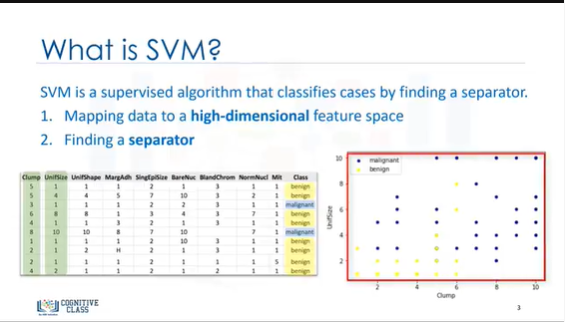 What is SVM?
SVM is a supervised algorithm that classifies cases by finding a separator.
1. Mapping data to a high-dimensional feature space
2. Finding a separator
Clump UnifSize UnifShape MargAdh SingEpiSize BareNuc BlandChrom NormNucl Mit Class
5 1 1 1 2 1 3 1 1 benign
5 4 4 5 7 10 3 2 1 benign
3 1 1 1 2 2 3 1 1 malignant
6 8 8 1 3 4 3 7 1 benign
4 1 1 3 2 1 3 1 1 benign
8 10 10 8 7 10 7 1 malignant
1 1 1 1 2 10 3 1 1 benign
2 1 2 H 2 1 3 1 1 benign
2 1 1 1 2 1 1 1 5 benign
4 2 1 1 2 1 2 1 1 benign
malignant
benign
UnifSize
10
8
6
4
2
2 4 6 8 10
Clump
COGNITIVE
CLASS
3